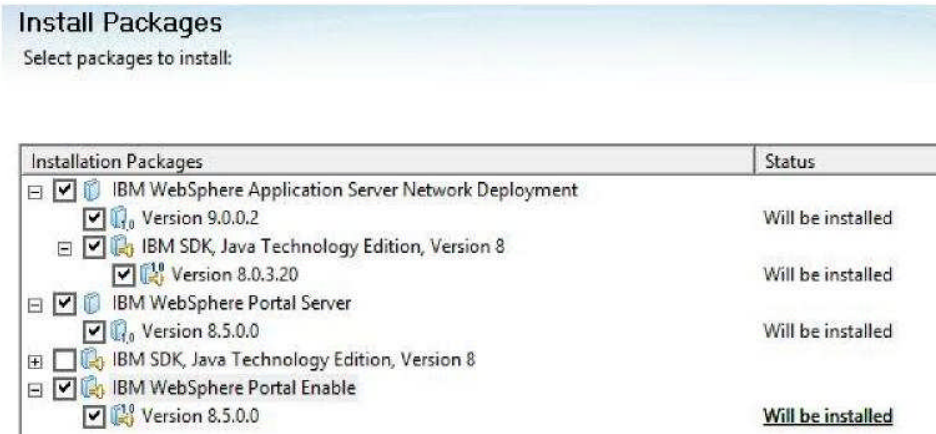 Install Packages
Select packages to install:
Installation Packages Status
IBM WebSphere Application Server Network Deployment
Version 9.0.0.2 Will be installed
IBM SDK, Java Technology Edition, Version 8
Version 8.0.3.20 Will be installed
IBM WebSphere Portal Server
Version 8.5.0.0 Will be installed
IBM SDK, Java Technology Edition, Version 8
IBM WebSphere Portal Enable
Version 8.5.0.0 Will be installed